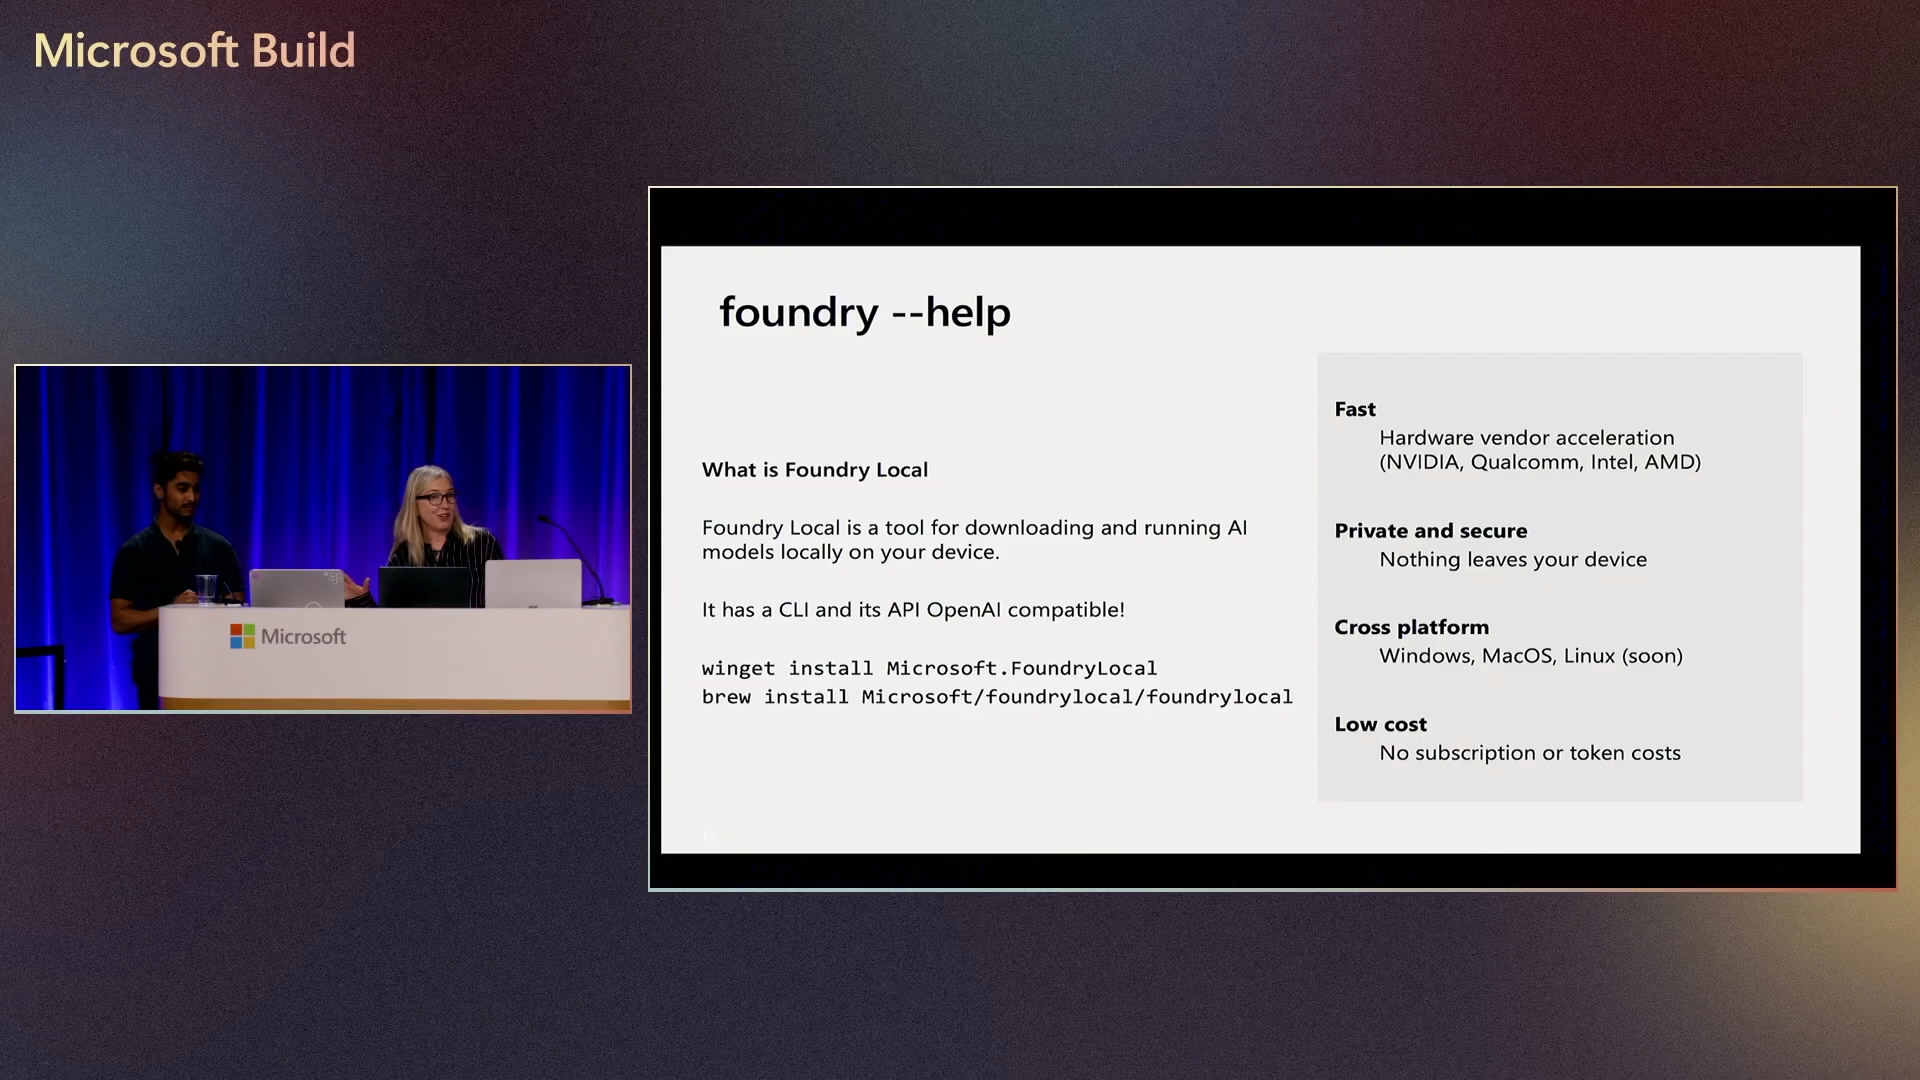 Microsoft Build
foundry --help
What is Foundry Local
Foundry Local is a tool for downloading and running AI
models locally on your device.
It has a CLI and its API OpenAI compatible!
winget install Microsoft.FoundryLocal
brew install Microsoft/foundrylocal/foundrylocal
Fast
Hardware vendor acceleration
(NVIDIA, Qualcomm, Intel, AMD)
Private and secure
Nothing leaves your device
Cross platform
Windows, MacOS, Linux (soon)
Low cost
No subscription or token costs
Microsoft